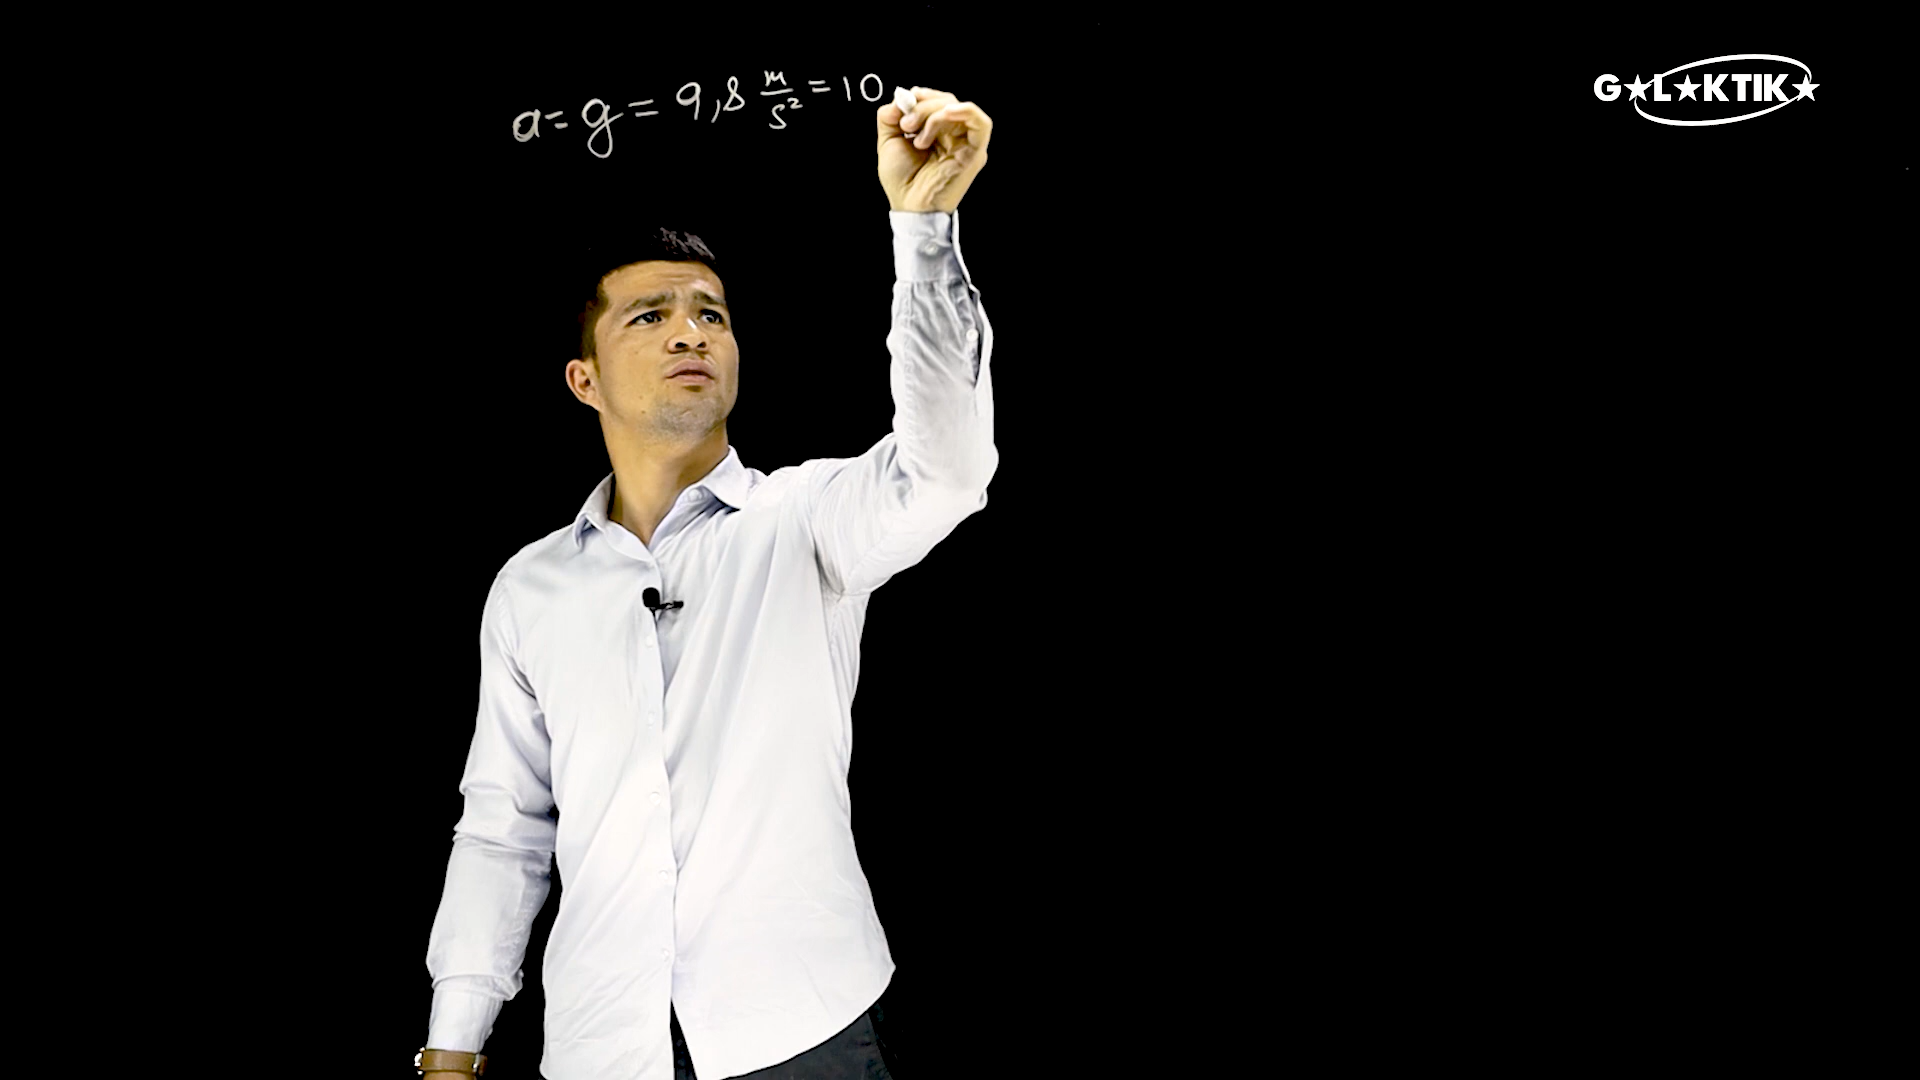 a = g = 9,8 m/s² = 10
G★L★KTIK★